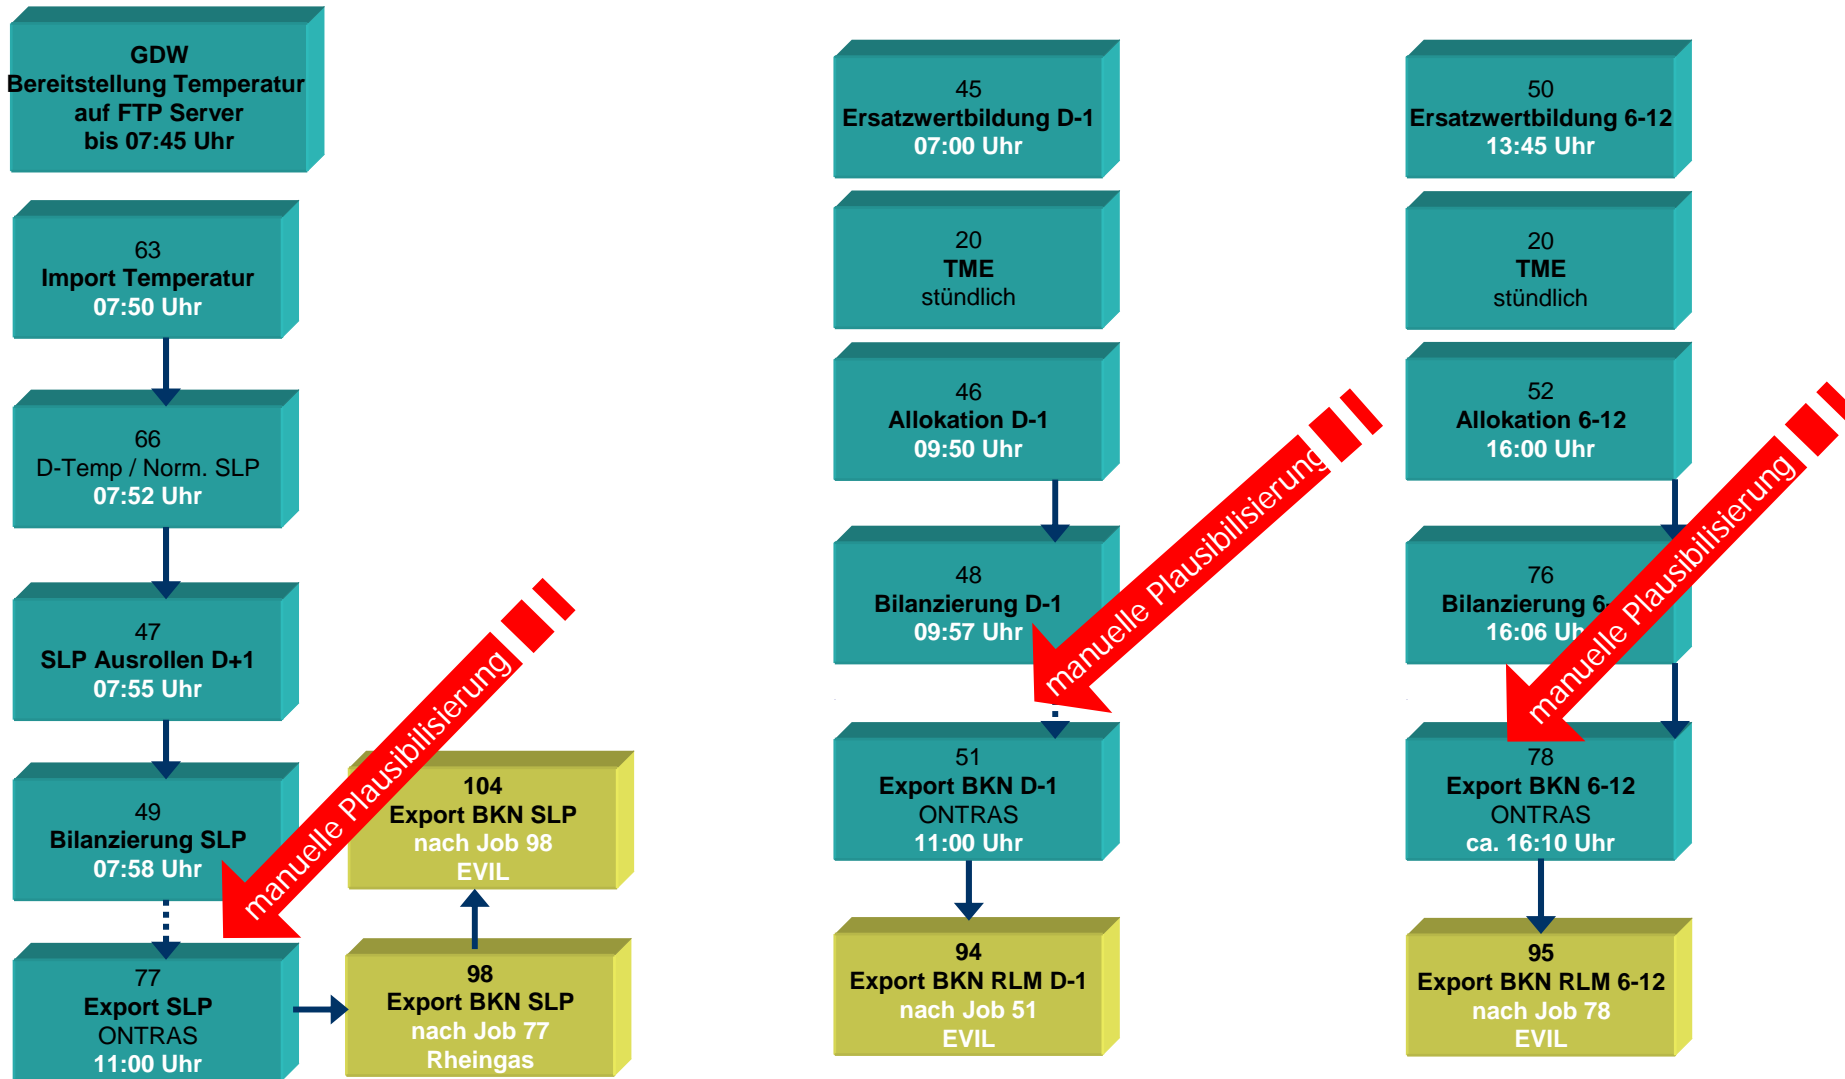 GDW
Bereitstellung Temperatur
auf FTP Server
bis 07:45 Uhr
63
Import Temperatur
07:50 Uhr
66
D-Temp / Norm. SLP
07:52 Uhr
47
SLP Ausrollen D+1
07:55 Uhr
49
Bilanzierung SLP
07:58 Uhr
manuelle Plausibilisierung
77
Export SLP
ONTRAS
11:00 Uhr
98
Export BKN SLP
nach Job 77
Rheingas
104
Export BKN SLP
nach Job 98
EVIL
45
Ersatzwertbildung D-1
07:00 Uhr
20
TME
stündlich
46
Allokation D-1
09:50 Uhr
48
Bilanzierung D-1
09:57 Uhr
manuelle Plausibilisierung
51
Export BKN D-1
ONTRAS
11:00 Uhr
94
Export BKN RLM D-1
nach Job 51
EVIL
50
Ersatzwertbildung 6-12
13:45 Uhr
20
TME
stündlich
52
Allokation 6-12
16:00 Uhr
76
Bilanzierung 6-
16:06 Uh
manuelle Plausibilisierung
78
Export BKN 6-12
ONTRAS
ca. 16:10 Uhr
95
Export BKN RLM 6-12
nach Job 78
EVIL